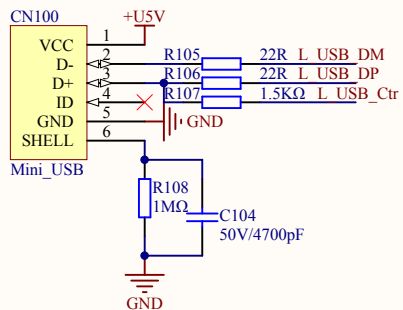 CN100
+U5V
VCC 1
D- 2 R105 22R L_USB_DM
D+ 3 R106 22R L_USB_DP
ID 4 R107 1.5KΩ L_USB_Ctr
GND 5 GND
SHELL 6
Mini_USB
R108
1MΩ
C104
50V/4700pF
GND